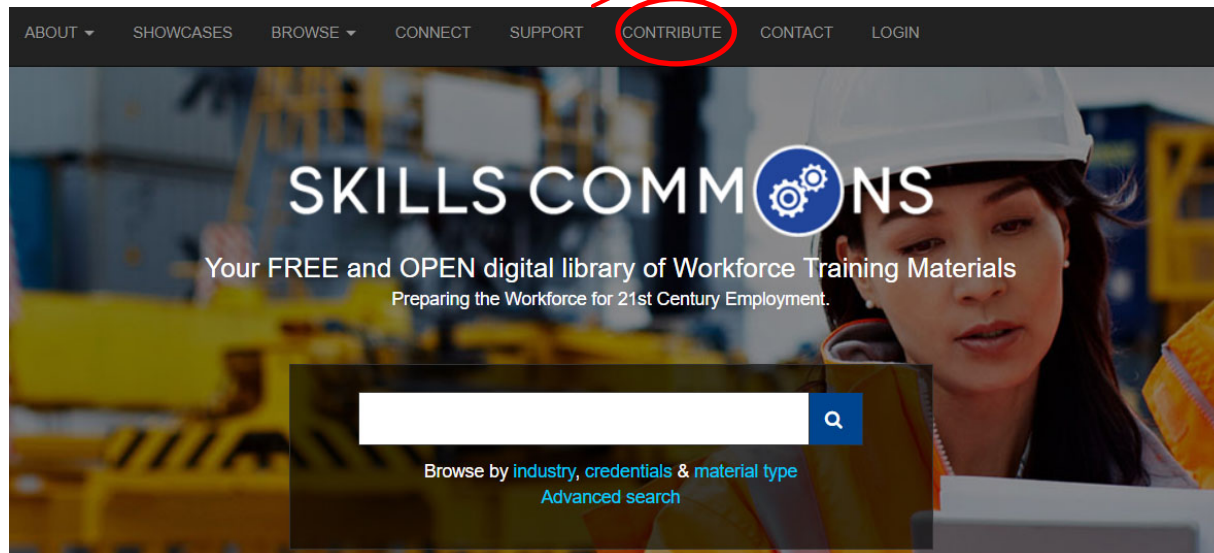 ABOUT SHOWCASES BROWSE CONNECT SUPPORT CONTRIBUTE CONTACT LOGIN
SKILLS COMMONS
Your FREE and OPEN digital library of Workforce Training Materials
Preparing the Workforce for 21st Century Employment.
Browse by industry, credentials & material type
Advanced search